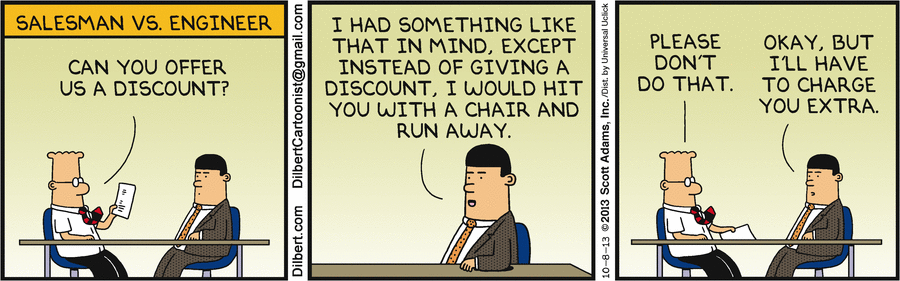 SALESMAN VS. ENGINEER
CAN YOU OFFER
US A DISCOUNT?
DilbertCartoonist@gmail.com
Dilbert.com
I HAD SOMETHING LIKE
THAT IN MIND, EXCEPT
INSTEAD OF GIVING A
DISCOUNT, I WOULD HIT
YOU WITH A CHAIR AND
RUN AWAY.
10-8-13 © 2013 Scott Adams, Inc. /Dist. by Universal Uclick
PLEASE
DON'T
DO THAT.
OKAY, BUT
I'LL HAVE
TO CHARGE
YOU EXTRA.